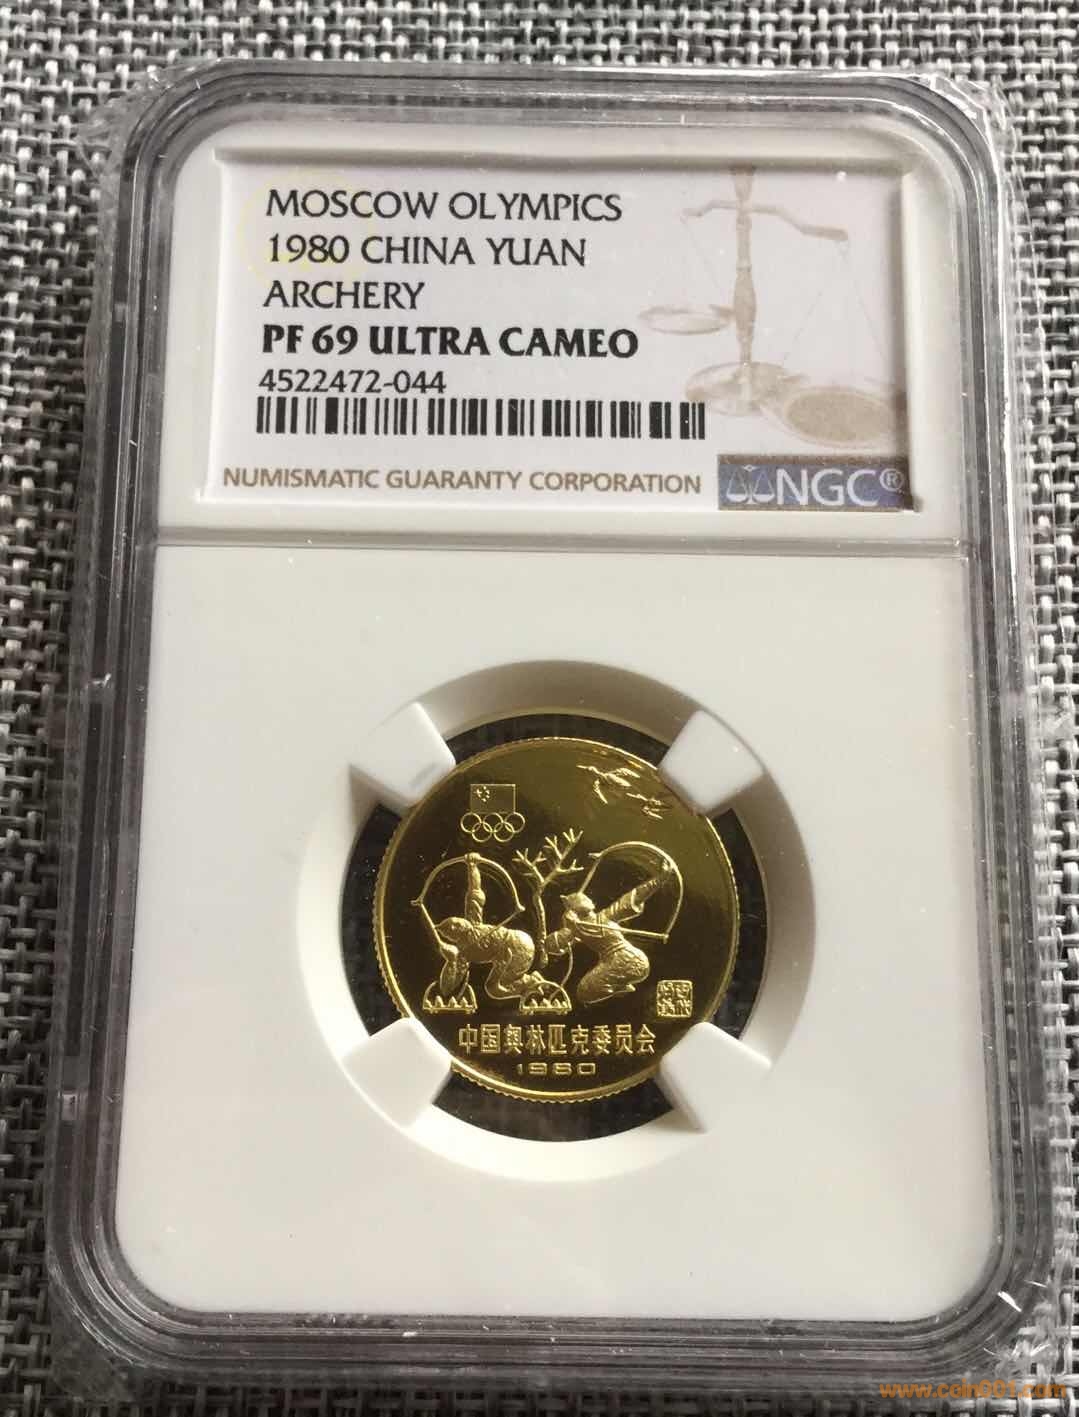 MOSCOW OLYMPICS
1980 CHINA YUAN
ARCHERY
PF 69 ULTRA CAMEO
4522472-044
NUMISMATIC GUARANTY CORPORATION NGC®
中国奥林匹克委员会
1980
www.coin001.com